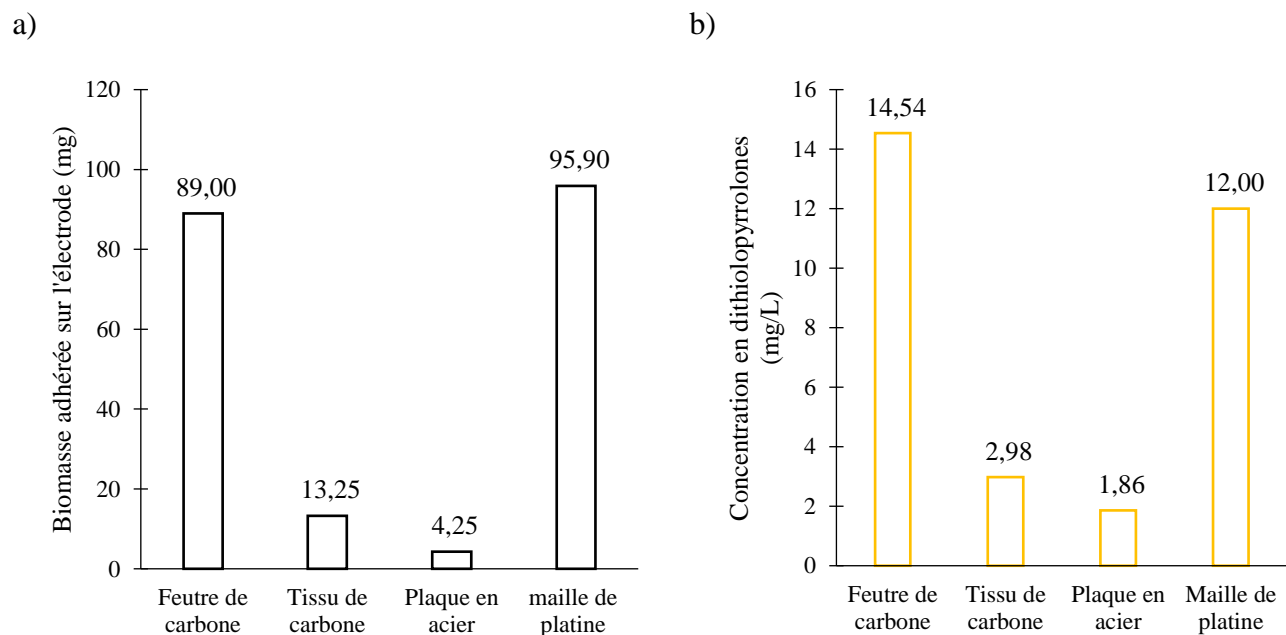 a)
Biomasse adhérée sur l'électrode (mg)
120
100
80
60
40
20
0
89,00
13,25
4,25
95,90
Feutre de
carbone
Tissu de
carbone
Plaque en
acier
maille de
platine
b)
Concentration en dithiolopyrrolones
(mg/L)
16
14
12
10
8
6
4
2
0
14,54
2,98
1,86
12,00
Feutre de
carbone
Tissu de
carbone
Plaque en
acier
Maille de
platine